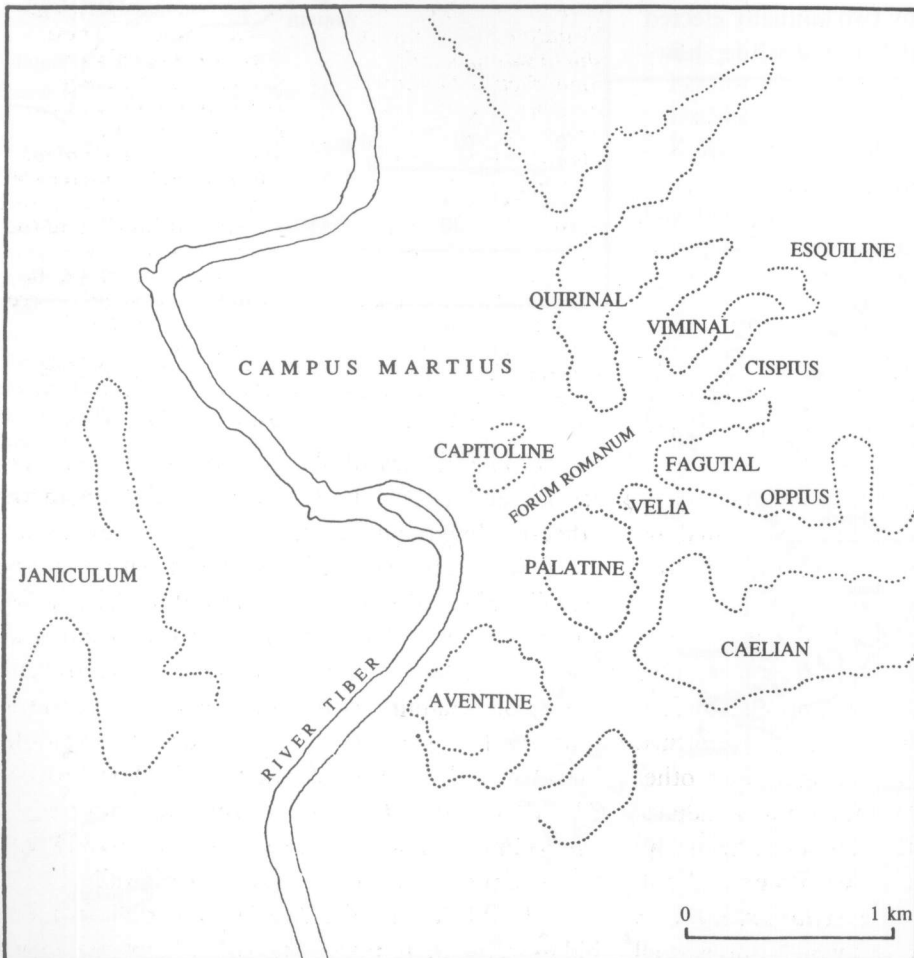 ESQUILINE
QUIRINAL
VIMINAL
CAMPUS MARTIUS
CISPIUS
CAPITOLINE
FORUM ROMANUM
FAGUTAL
OPPIUS
VELIA
JANICULUM
PALATINE
CAELIAN
RIVER TIBER
AVENTINE
0 1 km